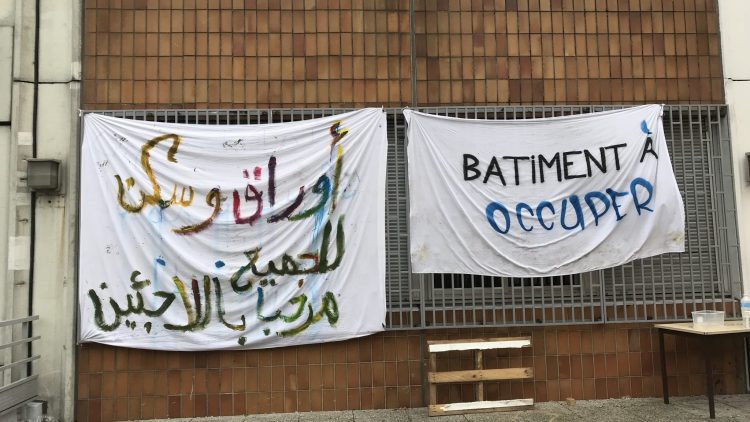 أوراق وسكن
للجميع
مرحبا بالاجئين
BATiMENT À
OCCUPER